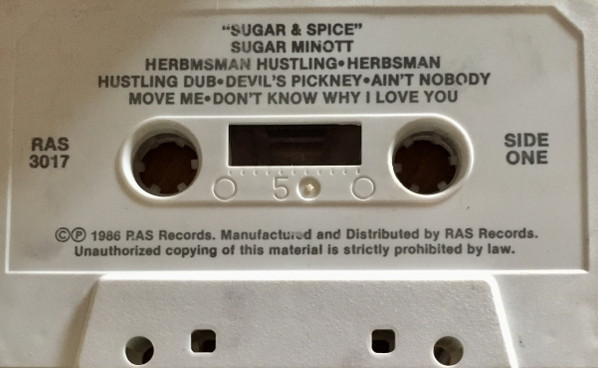 "SUGAR & SPICE"
SUGAR MINOTT
HERBMSMAN HUSTLING•HERBSMAN
HUSTLING DUB•DEVIL'S PICKNEY•AIN'T NOBODY
MOVE ME•DON'T KNOW WHY I LOVE YOU
RAS
3017
5
SIDE
ONE
©℗ 1986 RAS Records. Manufactured and Distributed by RAS Records.
Unauthorized copying of this material is strictly prohibited by law.